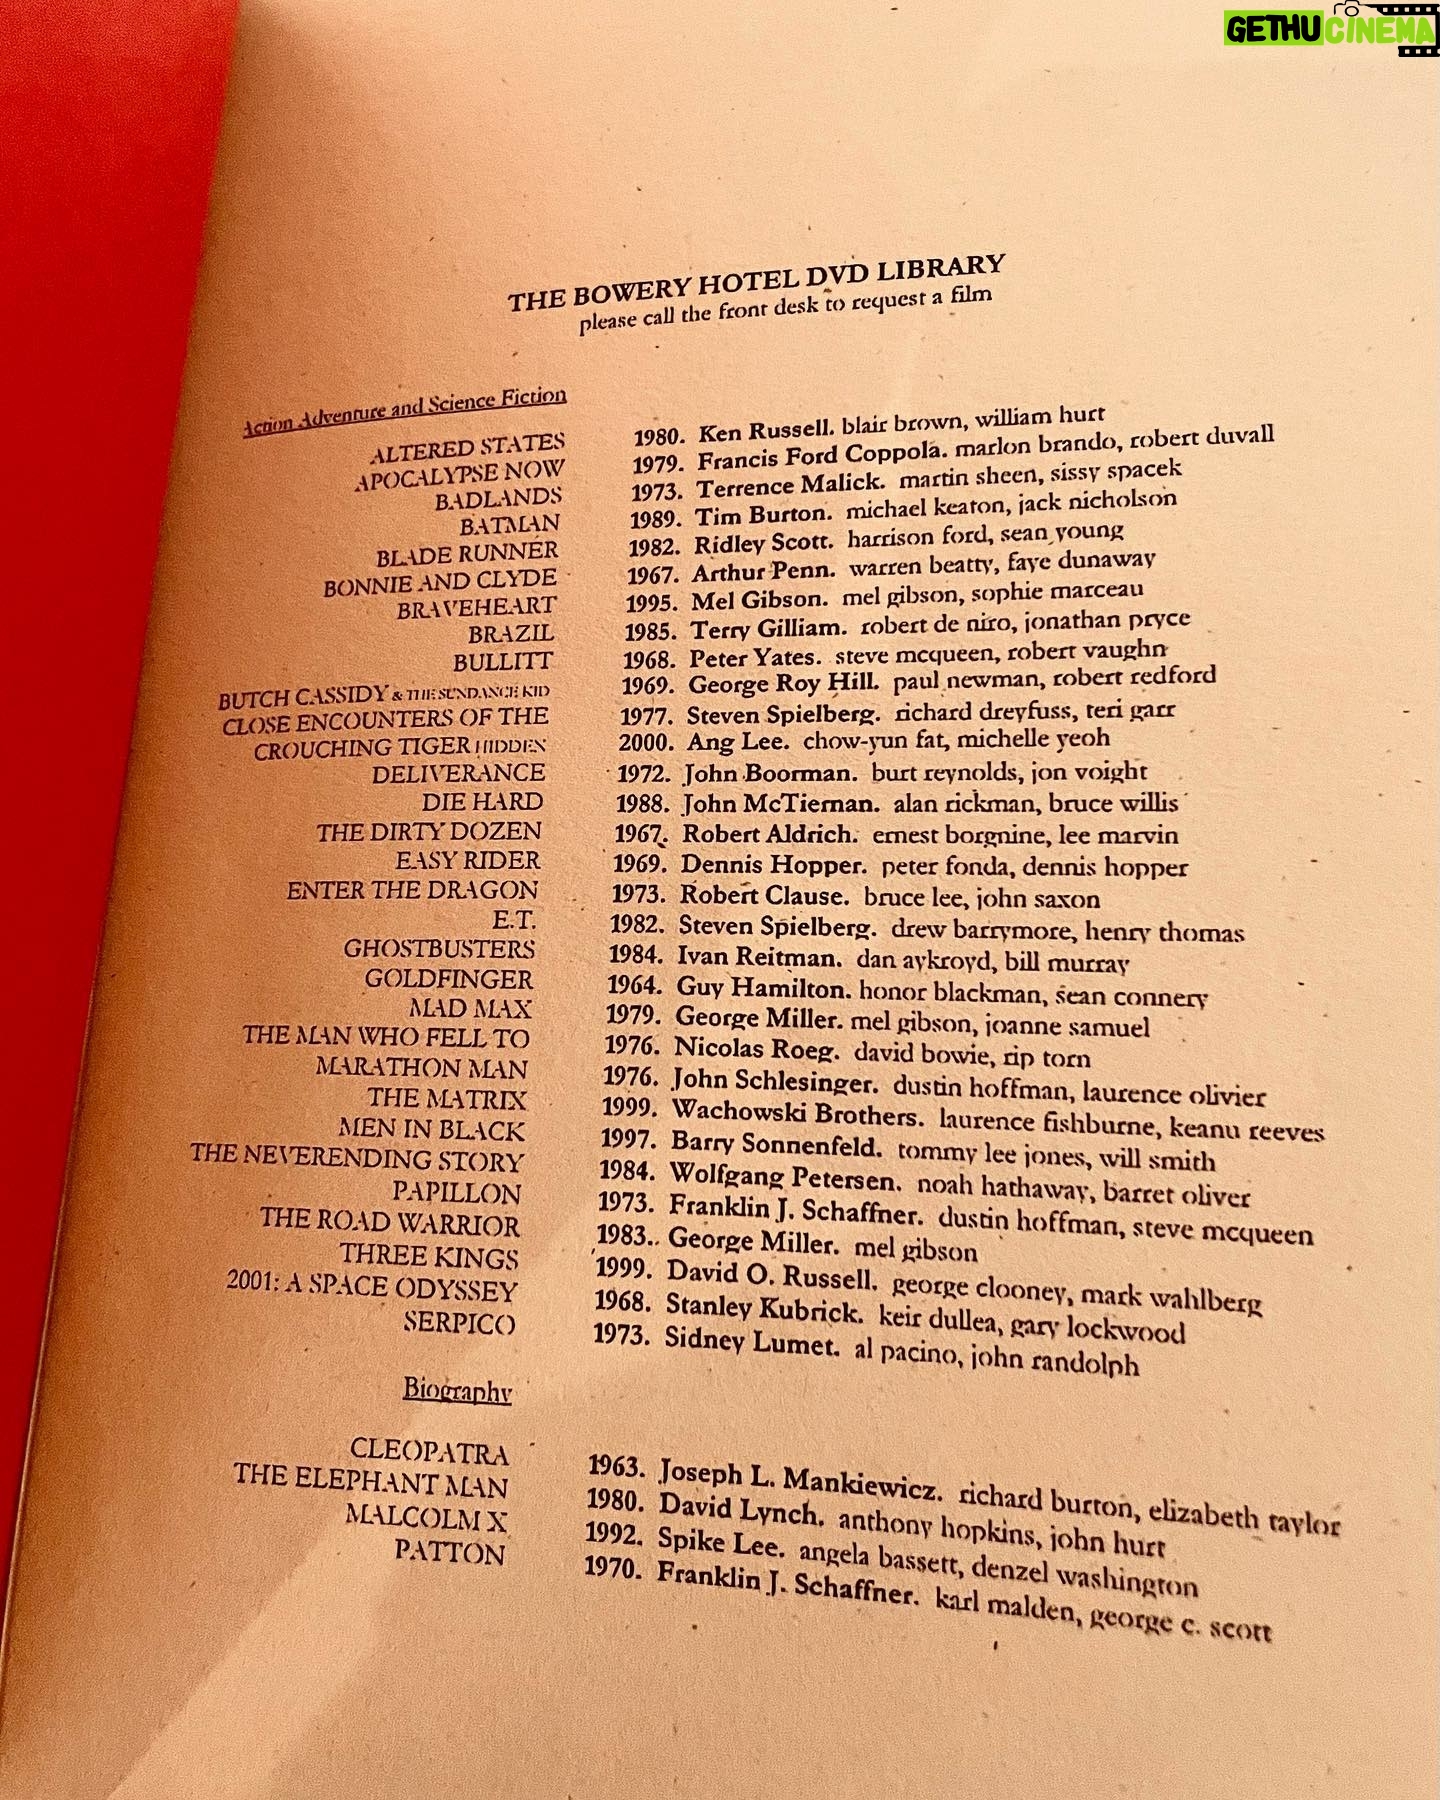 GETHUCINEMA
THE BOWERY HOTEL DVD LIBRARY
please call the front desk to request a film
Action Adventure and Science Fiction
ALTERED STATES 1980. Ken Russell. blair brown, william hurt
APOCALYPSE NOW 1979. Francis Ford Coppola. marlon brando, robert duvall
BADLANDS 1973. Terrence Malick. martin sheen, sissy spacek
BATMAN 1989. Tim Burton. michael keaton, jack nicholson
BLADE RUNNER 1982. Ridley Scott. harrison ford, sean young
BONNIE AND CLYDE 1967. Arthur Penn. warren beatty, faye dunaway
BRAVEHEART 1995. Mel Gibson. mel gibson, sophie marceau
BRAZIL 1985. Terry Gilliam. robert de niro, jonathan pryce
BULLITT 1968. Peter Yates. steve mcqueen, robert vaughn
BUTCH CASSIDY & THE SUNDANCE KID 1969. George Roy Hill. paul newman, robert redford
CLOSE ENCOUNTERS OF THE 1977. Steven Spielberg. richard dreyfuss, teri garr
CROUCHING TIGER HIDDEN 2000. Ang Lee. chow-yun fat, michelle yeoh
DELIVERANCE 1972. John Boorman. burt reynolds, jon voight
DIE HARD 1988. John McTiernan. alan rickman, bruce willis
THE DIRTY DOZEN 1967. Robert Aldrich. ernest borgnine, lee marvin
EASY RIDER 1969. Dennis Hopper. peter fonda, dennis hopper
ENTER THE DRAGON 1973. Robert Clause. bruce lee, john saxon
E.T. 1982. Steven Spielberg. drew barrymore, henry thomas
GHOSTBUSTERS 1984. Ivan Reitman. dan aykroyd, bill murray
GOLDFINGER 1964. Guy Hamilton. honor blackman, sean connery
MAD MAX 1979. George Miller. mel gibson, joanne samuel
THE MAN WHO FELL TO 1976. Nicolas Roeg. david bowie, rip torn
MARATHON MAN 1976. John Schlesinger. dustin hoffman, laurence olivier
THE MATRIX 1999. Wachowski Brothers. laurence fishburne, keanu reeves
MEN IN BLACK 1997. Barry Sonnenfeld. tommy lee jones, will smith
THE NEVERENDING STORY 1984. Wolfgang Petersen. noah hathaway, barret oliver
PAPILLON 1973. Franklin J. Schaffner. dustin hoffman, steve mcqueen
THE ROAD WARRIOR 1983. George Miller. mel gibson
THREE KINGS 1999. David O. Russell. george clooney, mark wahlberg
2001: A SPACE ODYSSEY 1968. Stanley Kubrick. keir dullea, gary lockwood
SERPICO 1973. Sidney Lumet. al pacino, john randolph
Biography
CLEOPATRA 1963. Joseph L. Mankiewicz. richard burton, elizabeth taylor
THE ELEPHANT MAN 1980. David Lynch. anthony hopkins, john hurt
MALCOLM X 1992. Spike Lee. angela bassett, denzel washington
PATTON 1970. Franklin J. Schaffner. karl malden, george c. scott